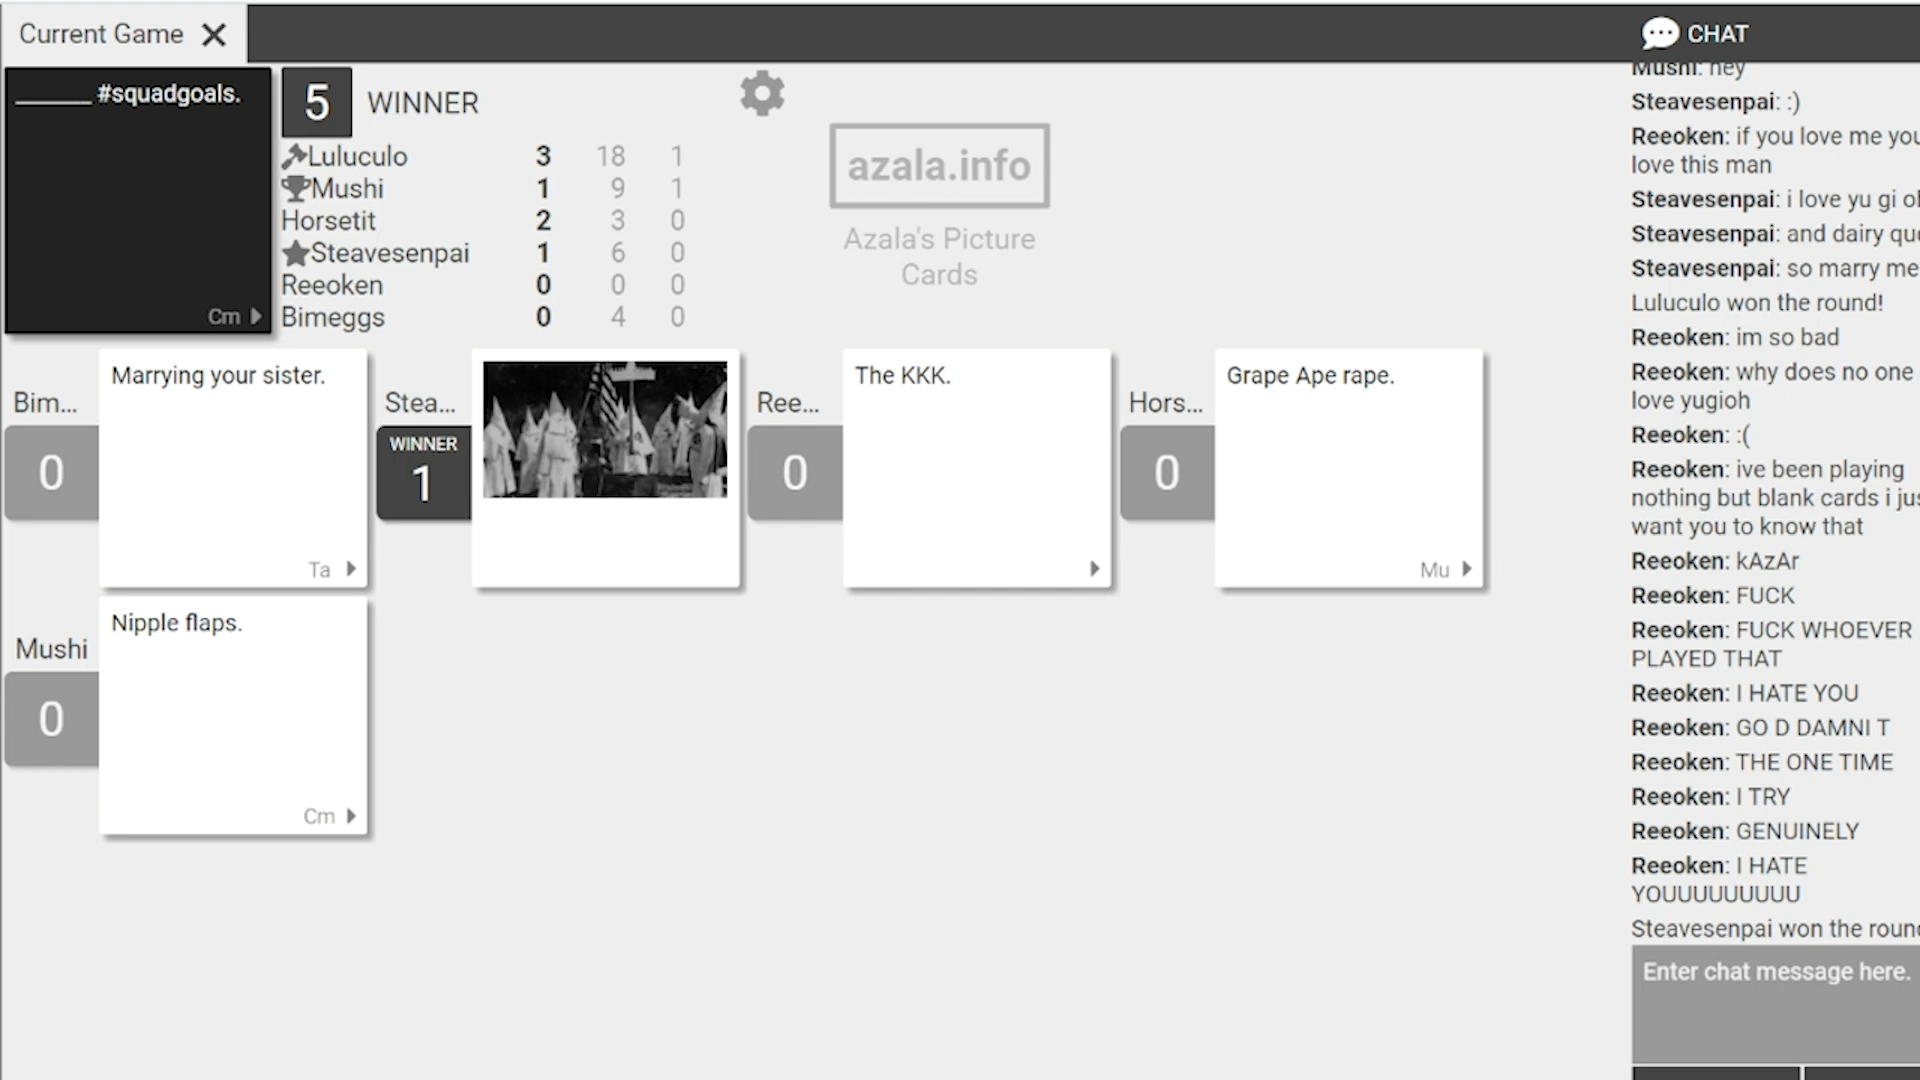 Current Game
CHAT
_____ #squadgoals.
Cm
5 WINNER
Luluculo 3 18 1
Mushi 1 9 1
Horsetit 2 3 0
Steavesenpai 1 6 0
Reeoken 0 0 0
Bimeggs 0 4 0
azala.info
Azala's Picture
Cards
Bim...
0
Marrying your sister.
Ta
Stea...
WINNER
1
Ree...
0
The KKK.
Hors...
0
Grape Ape rape.
Mu
Mushi
0
Nipple flaps.
Cm
Mushi: hey
Steavesenpai: :)
Reeoken: if you love me you
love this man
Steavesenpai: i love yu gi o
Steavesenpai: and dairy qu
Steavesenpai: so marry me
Luluculo won the round!
Reeoken: im so bad
Reeoken: why does no one
love yugioh
Reeoken: :(
Reeoken: ive been playing
nothing but blank cards i jus
want you to know that
Reeoken: kAzAr
Reeoken: FUCK
Reeoken: FUCK WHOEVER
PLAYED THAT
Reeoken: I HATE YOU
Reeoken: GO D DAMNI T
Reeoken: THE ONE TIME
Reeoken: I TRY
Reeoken: GENUINELY
Reeoken: I HATE
YOUUUUUUUUU
Steavesenpai won the roun
Enter chat message here.